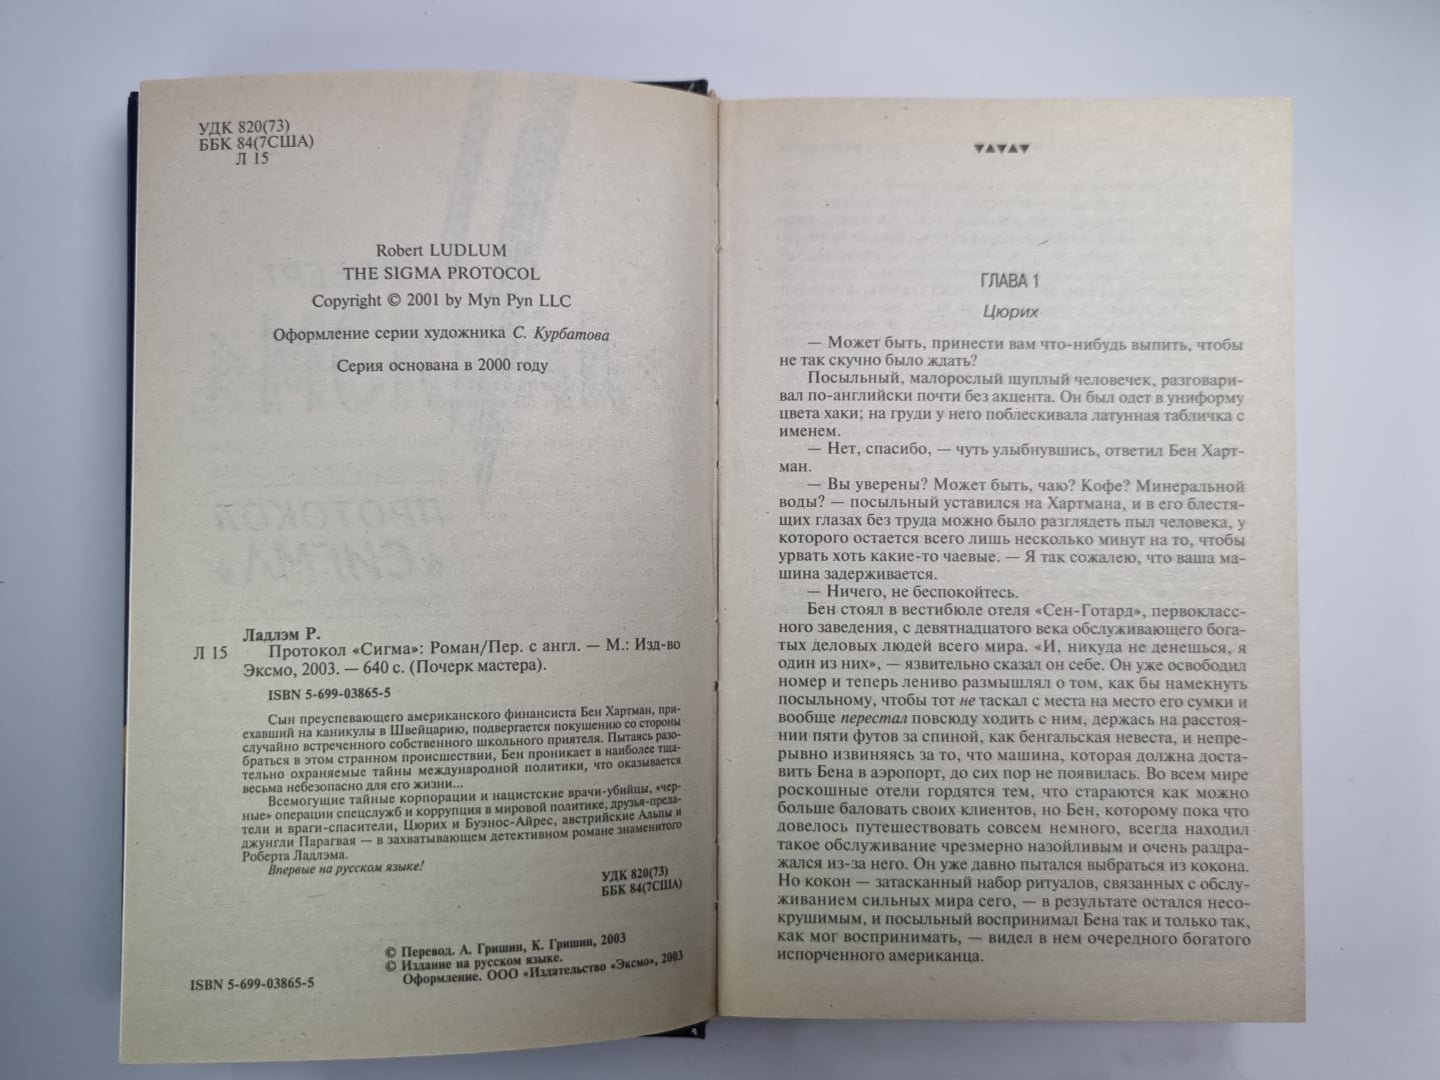 УДК 820(73)
ББК 84(7США)
Л 15
Robert LUDLUM
THE SIGMA PROTOCOL
Copyright © 2001 by Myn Pyn LLC
Оформление серии художника С. Курбатова
Серия основана в 2000 году
Ладлэм Р.
Л 15 Протокол «Сигма»: Роман/Пер. с англ. — М.: Изд-во
Эксмо, 2003. — 640 с. (Почерк мастера).
ISBN 5-699-03865-5
Сын преуспевающего американского финансиста Бен Хартман, при-
ехавший на каникулы в Швейцарию, подвергается покушению со стороны
случайно встреченного собственного школьного приятеля. Пытаясь разо-
браться в этом странном происшествии, Бен проникает в наиболее тща-
тельно охраняемые тайны международной политики, что оказывается
весьма небезопасно для его жизни...
Всемогущие тайные корпорации и нацистские врачи-убийцы, «чер-
ные» операции спецслужб и коррупция в мировой политике, друзья-преда-
тели и враги-спасители, Цюрих и Буэнос-Айрес, австрийские Альпы и
джунгли Парагвая — в захватывающем детективном романе знаменитого
Роберта Ладлэма.
Впервые на русском языке!
УДК 820(73)
ББК 84(7США)
© Перевод. А. Гришин, К. Гришин, 2003
© Издание на русском языке.
Оформление. ООО «Издательство «Эксмо», 2003
ISBN 5-699-03865-5
▼▲▼▲▼
ГЛАВА 1
Цюрих
— Может быть, принести вам что-нибудь выпить, чтобы
не так скучно было ждать?
Посыльный, малорослый щуплый человечек, разговари-
вал по-английски почти без акцента. Он был одет в униформу
цвета хаки; на груди у него поблескивала латунная табличка с
именем.
— Нет, спасибо, — чуть улыбнувшись, ответил Бен Харт-
ман.
— Вы уверены? Может быть, чаю? Кофе? Минеральной
воды? — посыльный уставился на Хартмана, и в его блестя-
щих глазах без труда можно было разглядеть пыл человека, у
которого остается всего лишь несколько минут на то, чтобы
урвать хоть какие-то чаевые. — Я так сожалею, что ваша ма-
шина задерживается.
— Ничего, не беспокойтесь.
Бен стоял в вестибюле отеля «Сен-Готард», первокласс-
ного заведения, с девятнадцатого века обслуживающего бога-
тых деловых людей всего мира. «И, никуда не денешься, я
один из них», — язвительно сказал он себе. Он уже освободил
номер и теперь лениво размышлял о том, как бы намекнуть
посыльному, чтобы тот не таскал с места на место его сумки и
вообще перестал повсюду ходить с ним, держась на расстоя-
нии пяти футов за спиной, как бенгальская невеста, и непре-
рывно извиняясь за то, что машина, которая должна доста-
вить Бена в аэропорт, до сих пор не появилась. Во всем мире
роскошные отели гордятся тем, что стараются как можно
больше баловать своих клиентов, но Бен, которому пока что
довелось путешествовать совсем немного, всегда находил
такое обслуживание чрезмерно назойливым и очень раздра-
жался из-за него. Он уже давно пытался выбраться из кокона.
Но кокон — затасканный набор ритуалов, связанных с обслу-
живанием сильных мира сего, — в результате остался несо-
крушимым, и посыльный воспринимал Бена так и только так,
как мог воспринимать, — видел в нем очередного богатого
испорченного американца.